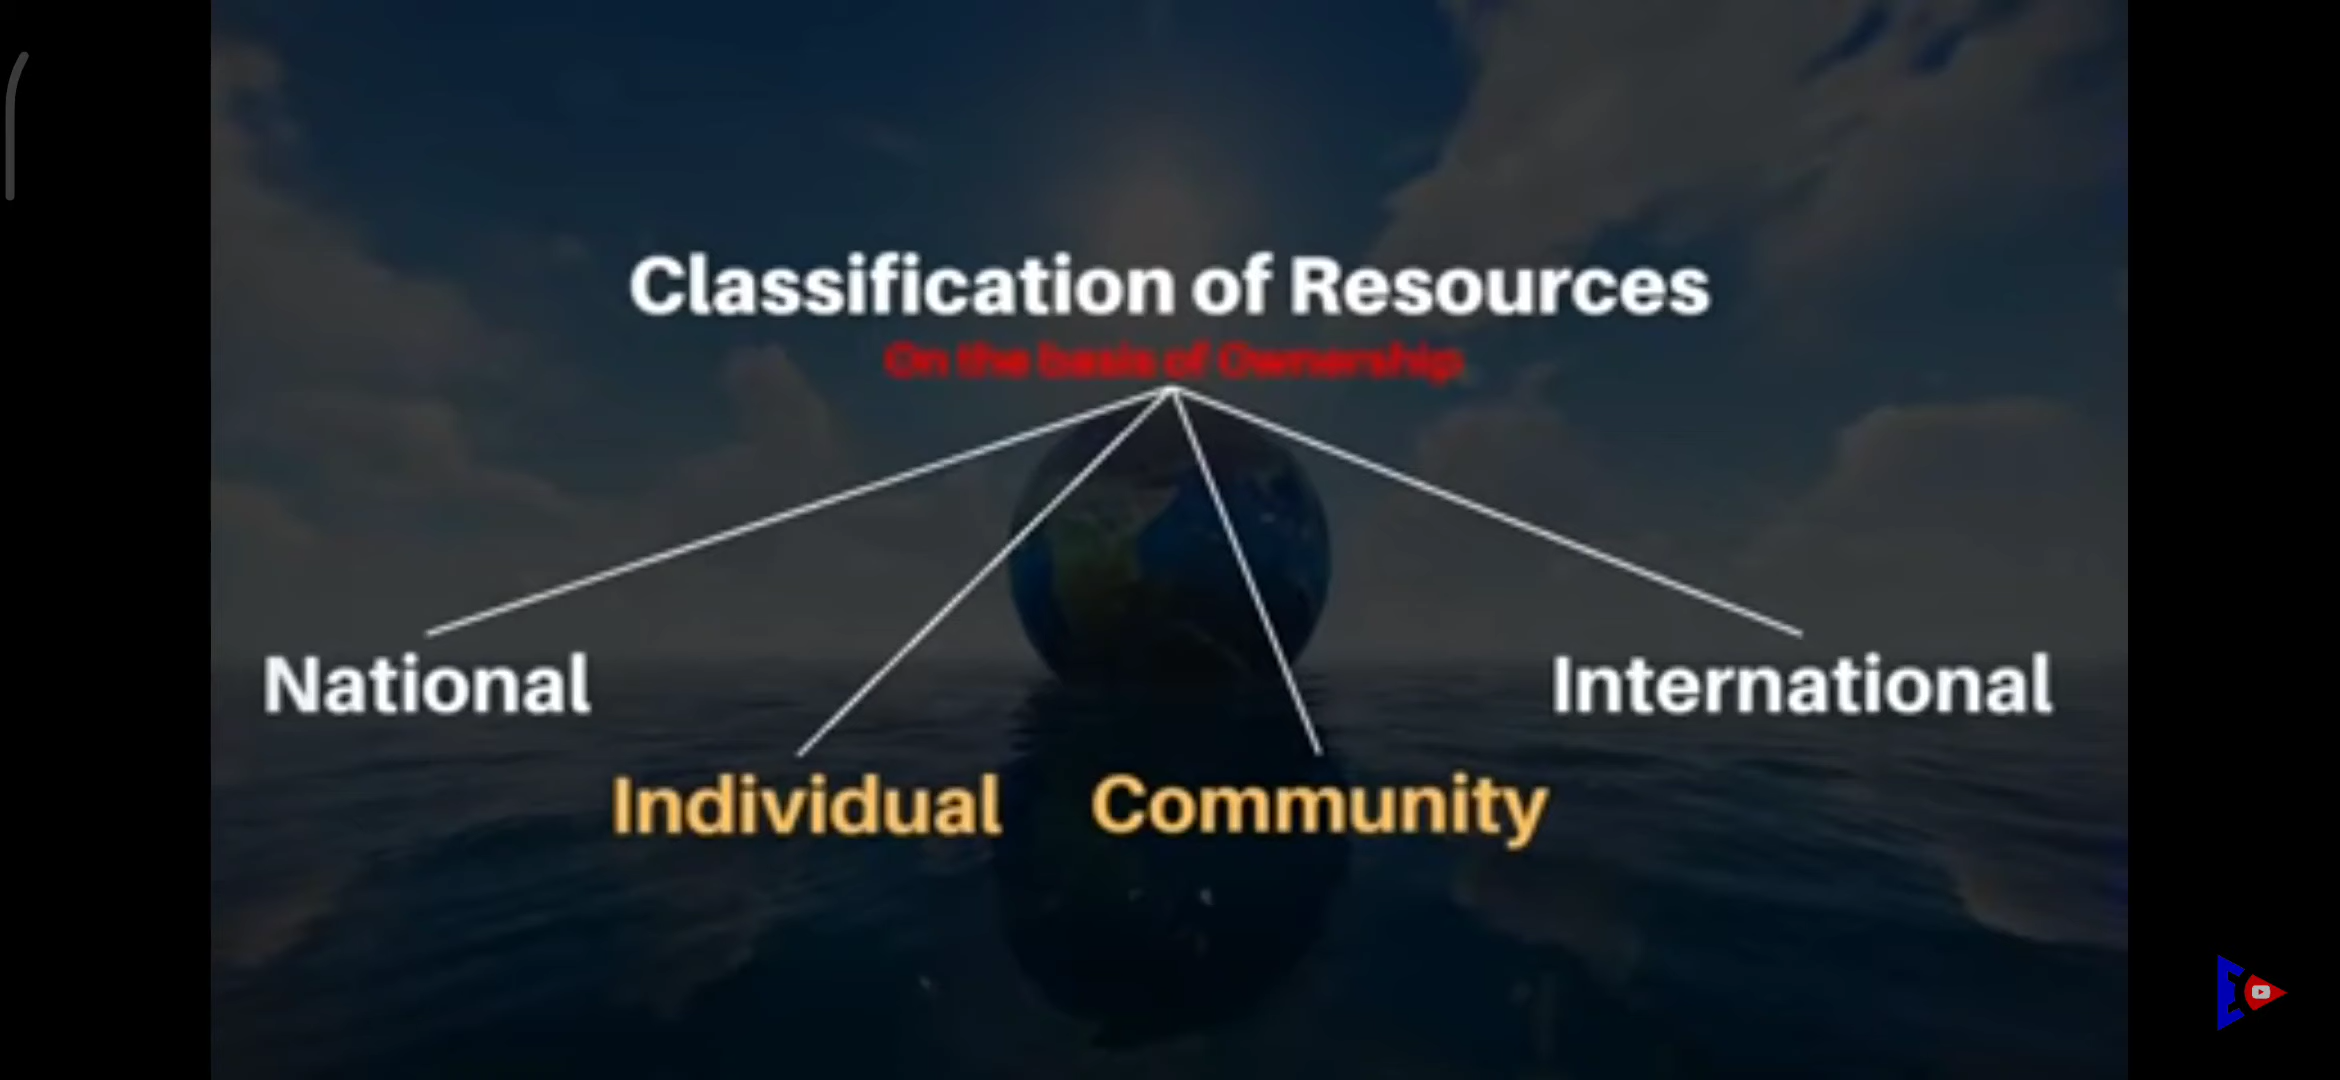 Classification of Resources
On the basis of Ownership
National
International
Individual
Community